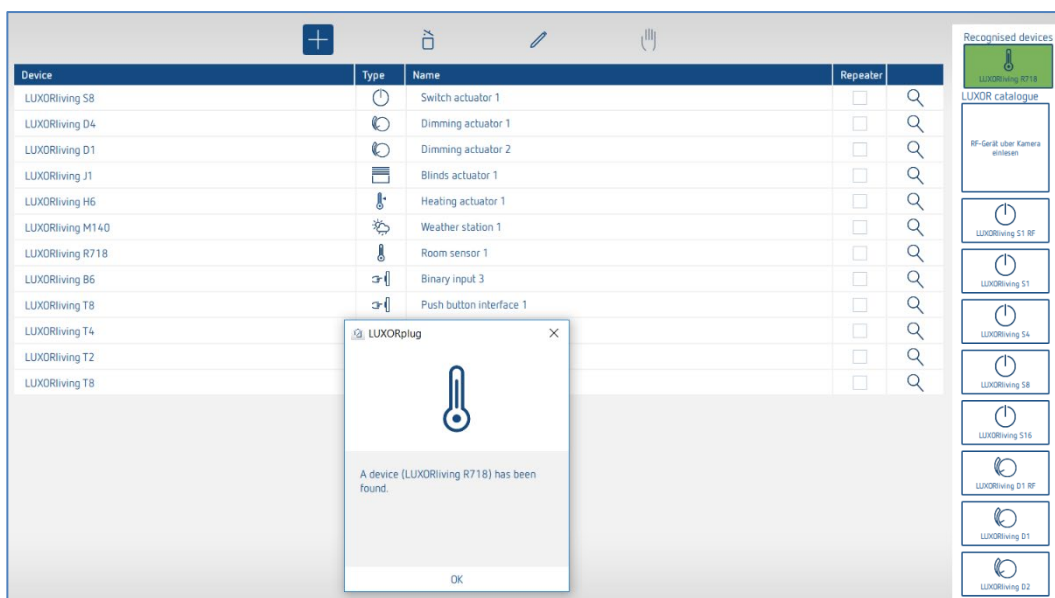 Device Type Name Repeater
LUXORliving S8 Switch actuator 1
LUXORliving D4 Dimming actuator 1
LUXORliving D1 Dimming actuator 2
LUXORliving J1 Blinds actuator 1
LUXORliving H6 Heating actuator 1
LUXORliving M140 Weather station 1
LUXORliving R718 Room sensor 1
LUXORliving B6 Binary input 3
LUXORliving T8 Push button interface 1
LUXORliving T4
LUXORliving T2
LUXORliving T8
LUXORplug
A device (LUXORliving R718) has been
found.
OK
Recognised devices
LUXORliving R718
LUXOR catalogue
RF-Gerät uber Kamera
einlesen
LUXORliving S1 RF
LUXORliving S1
LUXORliving S4
LUXORliving S8
LUXORliving S16
LUXORliving D1 RF
LUXORliving D1
LUXORliving D2